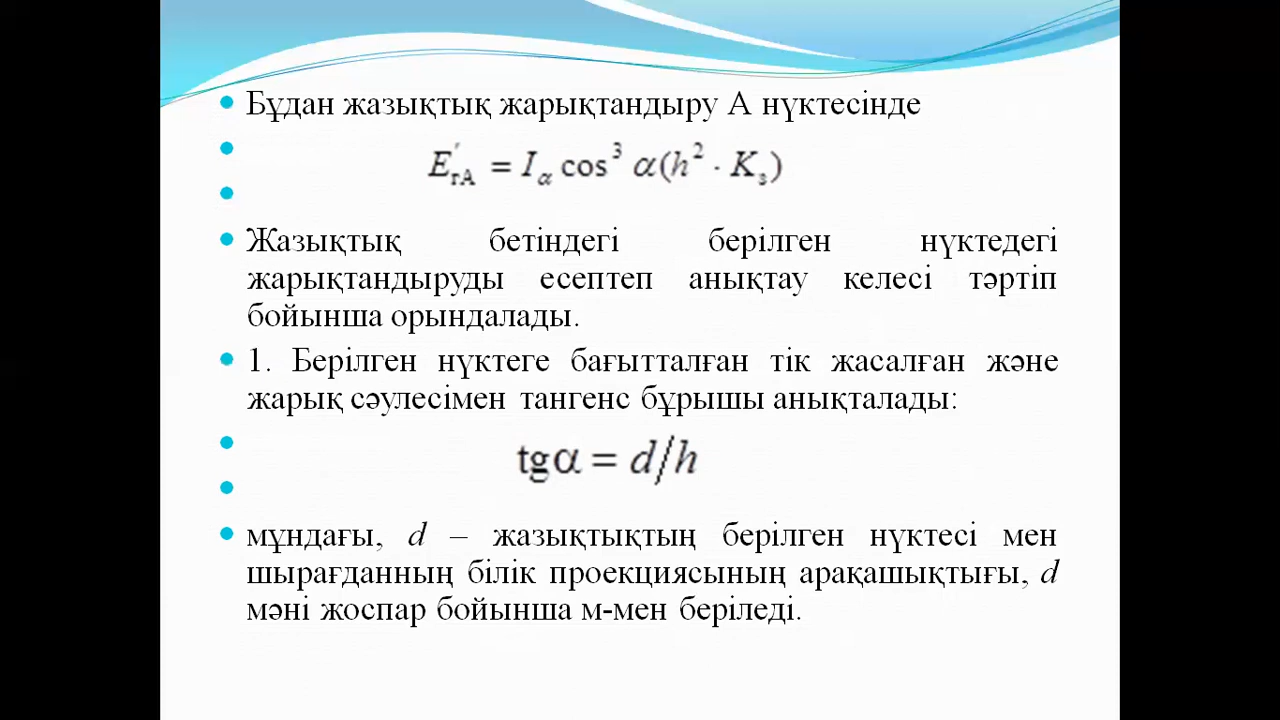 Бұдан жазықтық жарықтандыру А нүктесінде
E′гА = Iα cos³ α(h² · Kз)
Жазықтық бетіндегі берілген нүктедегі
жарықтандыруды есептеп анықтау келесі тәртіп
бойынша орындалады.
1. Берілген нүктеге бағытталған тік жасалған және
жарық сәулесімен тангенс бұрышы анықталады:
tgα = d/h
мұндағы, d – жазықтықтың берілген нүктесі мен
шырағданның білік проекциясының арақашықтығы, d
мәні жоспар бойынша м-мен беріледі.